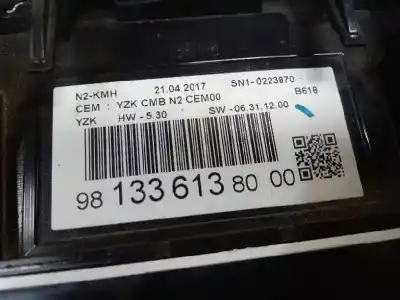 N2-KMH 21.04.2017 SN1-0223870
CEM : YZK CMB N2 CEM00 B618
YZK HW - 5.30 SW - 06.31.12.00
98 133 613 80 00